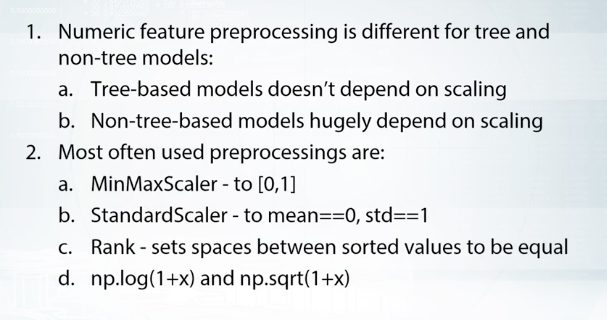 1. Numeric feature preprocessing is different for tree and
non-tree models:
a. Tree-based models doesn’t depend on scaling
b. Non-tree-based models hugely depend on scaling
2. Most often used preprocessings are:
a. MinMaxScaler - to [0,1]
b. StandardScaler - to mean==0, std==1
c. Rank - sets spaces between sorted values to be equal
d. np.log(1+x) and np.sqrt(1+x)